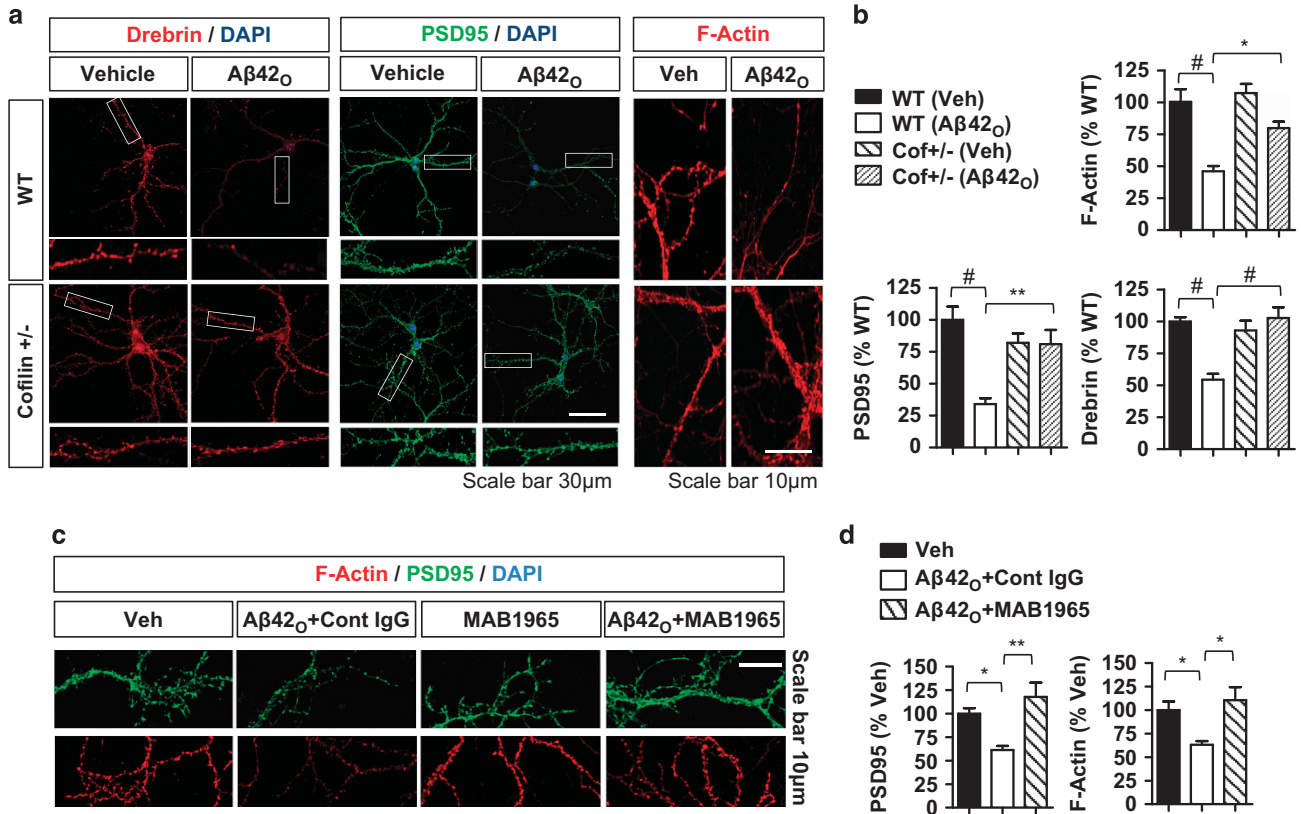 a
Drebrin / DAPI
PSD95 / DAPI
F-Actin
Vehicle
Aβ42O
Vehicle
Aβ42O
Veh
Aβ42O
WT
Cofilin +/-
Scale bar 30µm
Scale bar 10µm
b
WT (Veh)
WT (Aβ42O)
Cof+/- (Veh)
Cof+/- (Aβ42O)
F-Actin (% WT)
125
100
75
50
25
0
#
*
PSD95 (% WT)
125
100
75
50
25
0
#
**
Drebrin (% WT)
125
100
75
50
25
0
#
#
c
F-Actin / PSD95 / DAPI
Veh
Aβ42O+Cont IgG
MAB1965
Aβ42O+MAB1965
Scale bar 10µm
d
Veh
Aβ42O+Cont IgG
Aβ42O+MAB1965
PSD95 (% Veh)
150
125
100
75
50
25
0
*
**
F-Actin (% Veh)
150
125
100
75
50
25
0
*
*